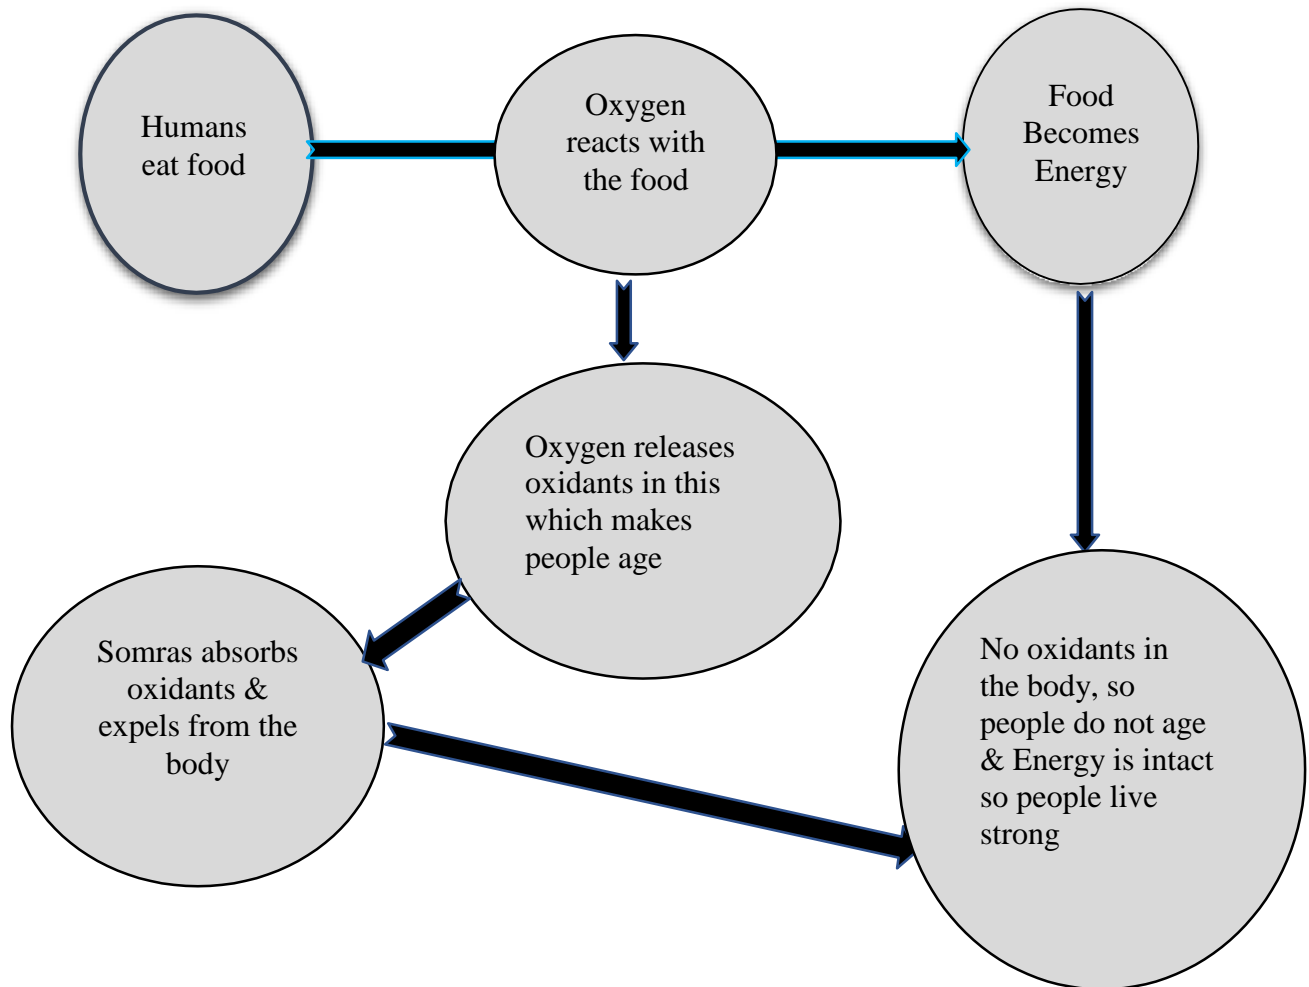 Humans
eat food
Oxygen
reacts with
the food
Food
Becomes
Energy
Oxygen releases
oxidants in this
which makes
people age
Somras absorbs
oxidants &
expels from the
body
No oxidants in
the body, so
people do not age
& Energy is intact
so people live
strong